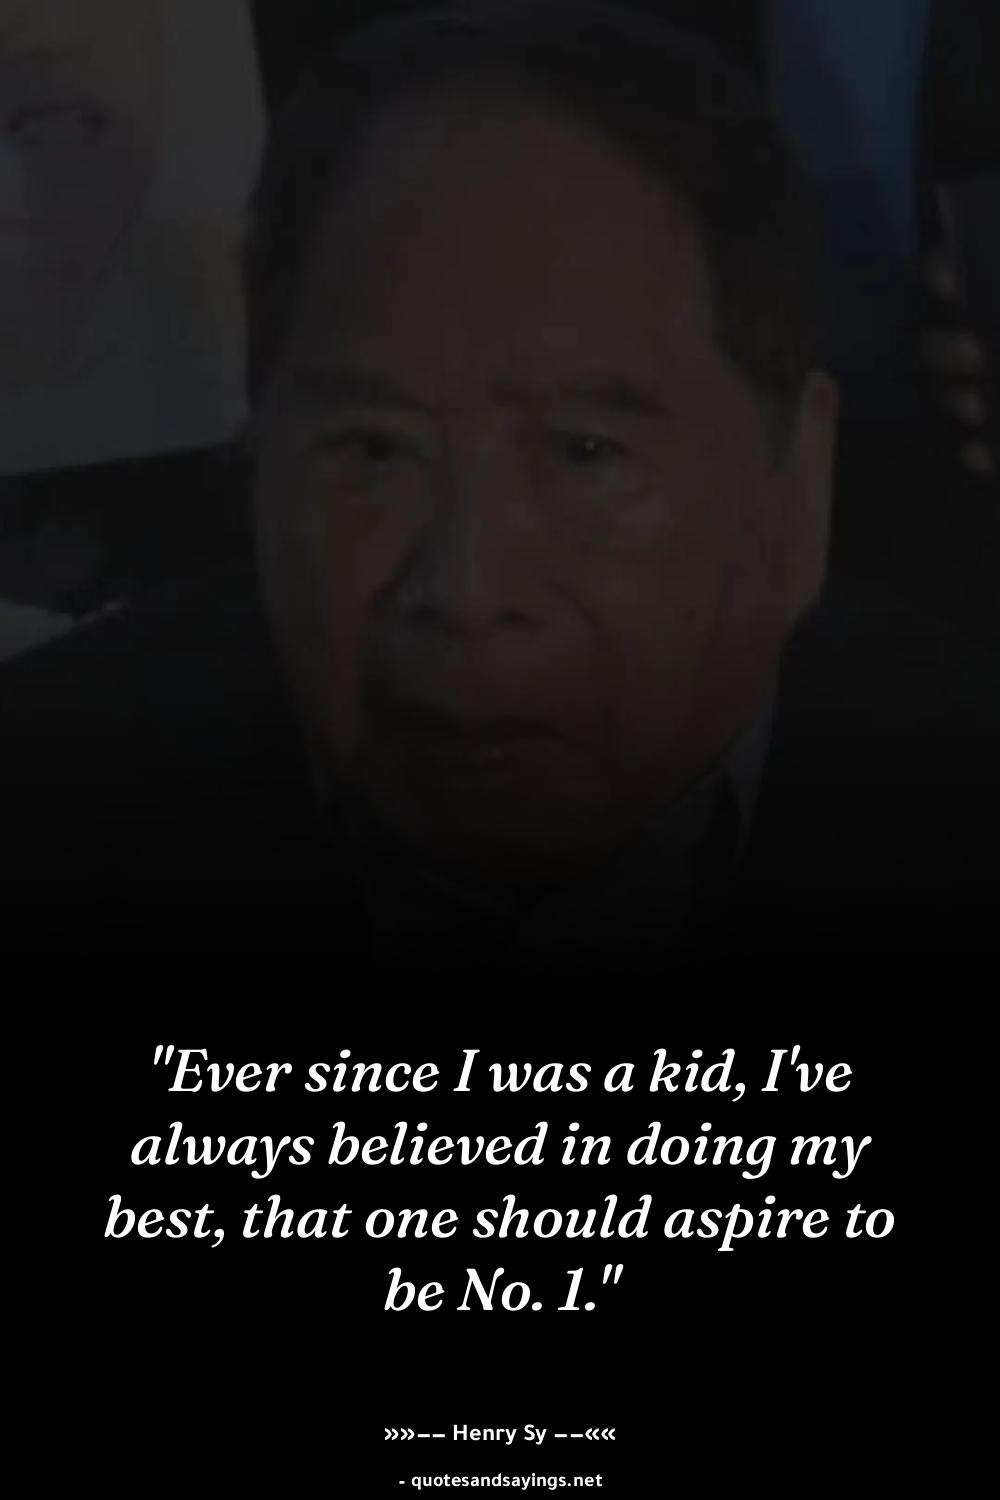 "Ever since I was a kid, I've
always believed in doing my
best, that one should aspire to
be No. 1."
»»−− Henry Sy −−««
- quotesandsayings.net